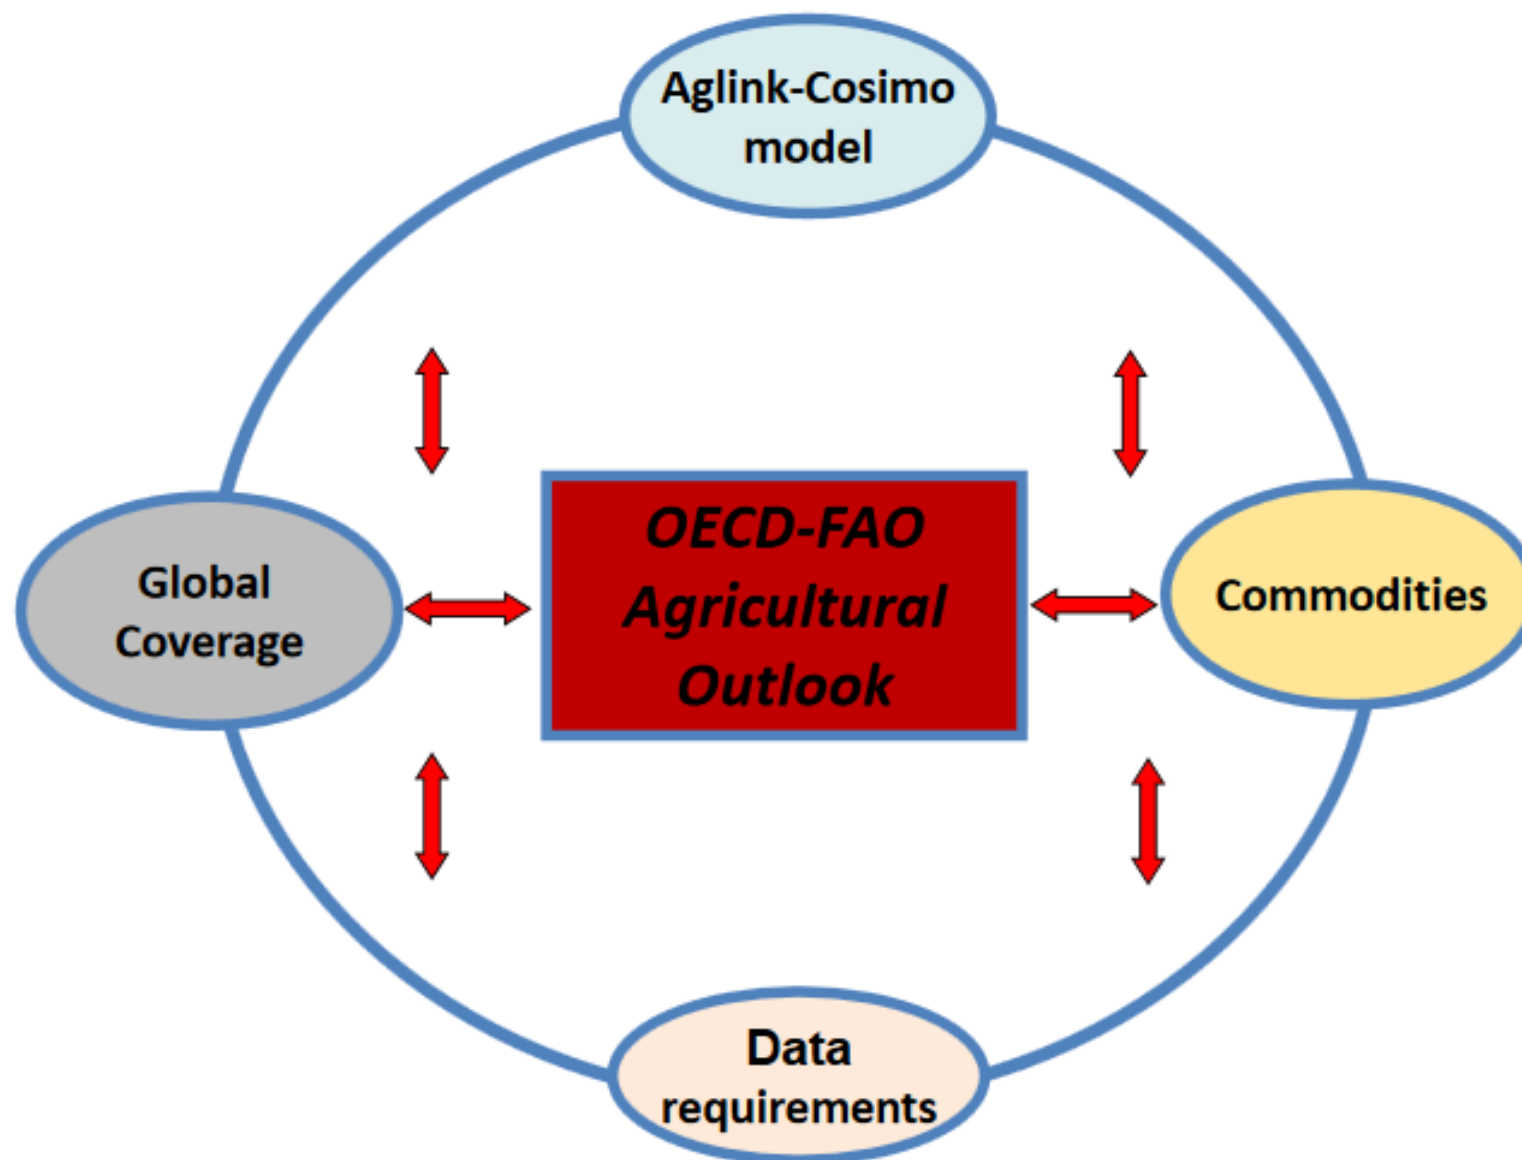 Aglink-Cosimo
model
Global
Coverage
OECD-FAO
Agricultural
Outlook
Commodities
Data
requirements